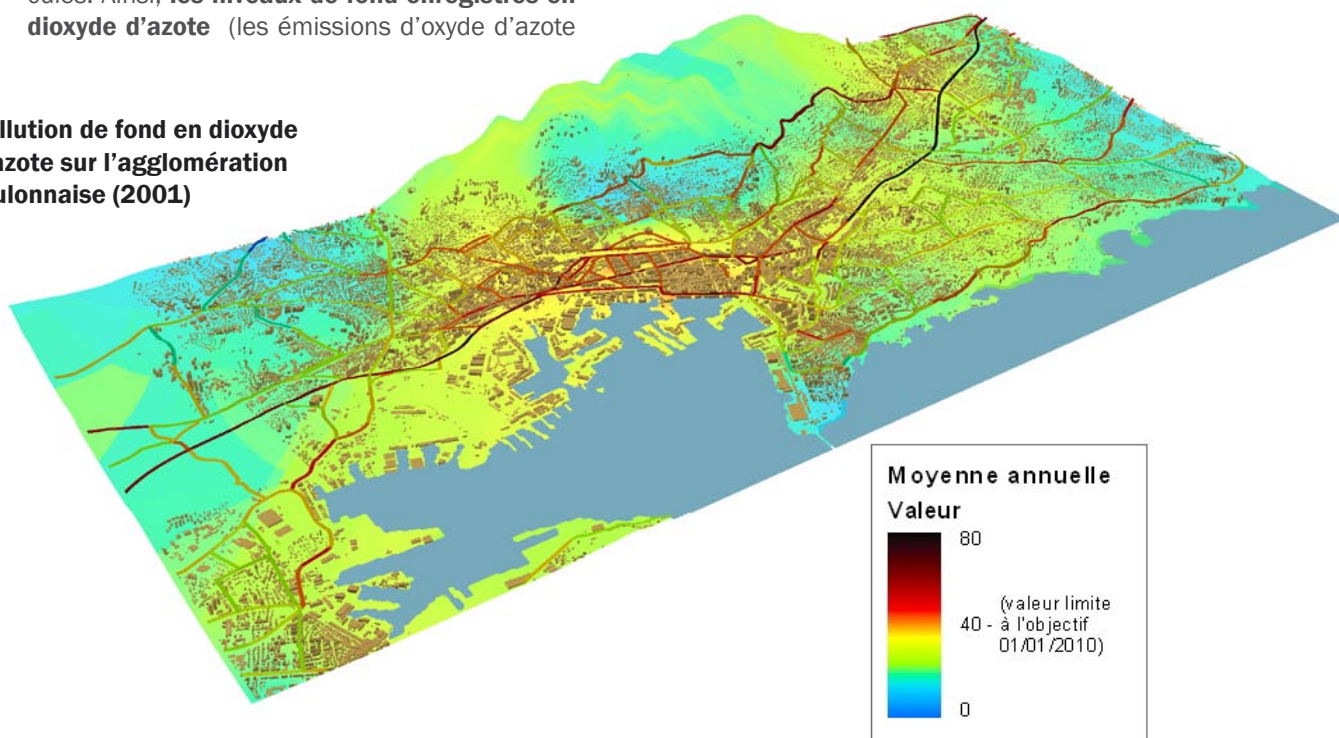 Ainsi, les niveaux de fond enregistrés en
dioxyde d'azote (les émissions d'oxyde d'azote
llution de fond en dioxyde
azote sur l'agglomération
ulonnaise (2001)
Moyenne annuelle
Valeur
80
40 - (valeur limite
à l'objectif
01/01/2010)
0